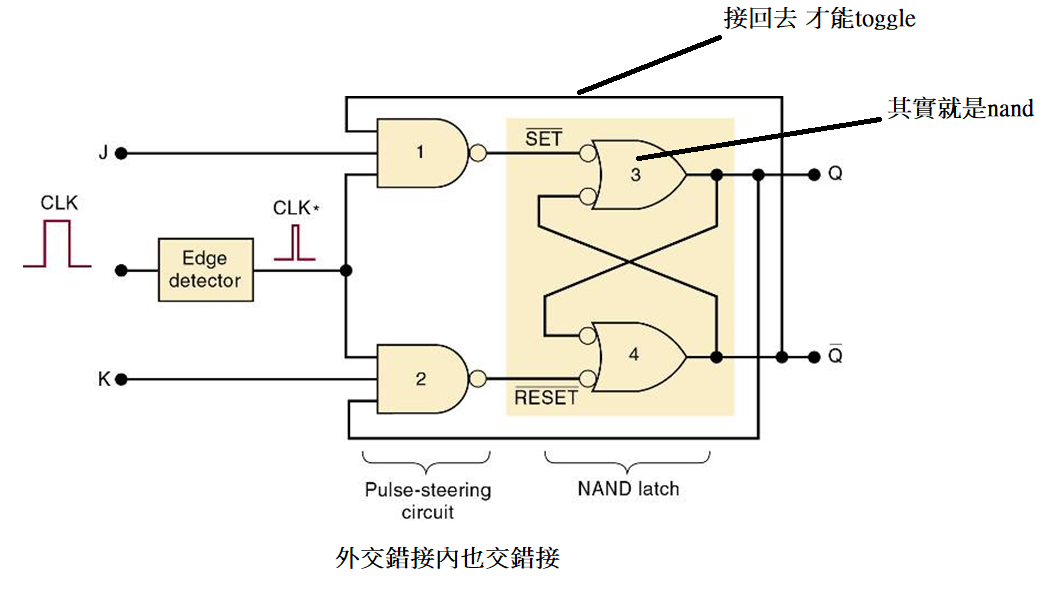 接回去 才能toggle
其實就是nand
J
1
SET
3
Q
CLK
CLK*
Edge
detector
4
Q
K
2
RESET
Pulse-steering
circuit
NAND latch
外交錯接內也交錯接